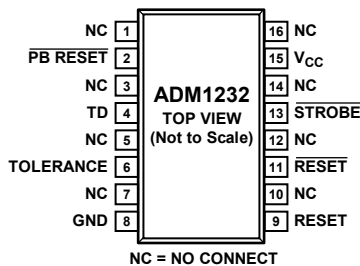 NC 1 16 NC
PB RESET 2 15 VCC
NC 3 14 NC
TD 4 13 STROBE
NC 5 12 NC
TOLERANCE 6 11 RESET
NC 7 10 NC
GND 8 9 RESET
ADM1232
TOP VIEW
(Not to Scale)
NC = NO CONNECT